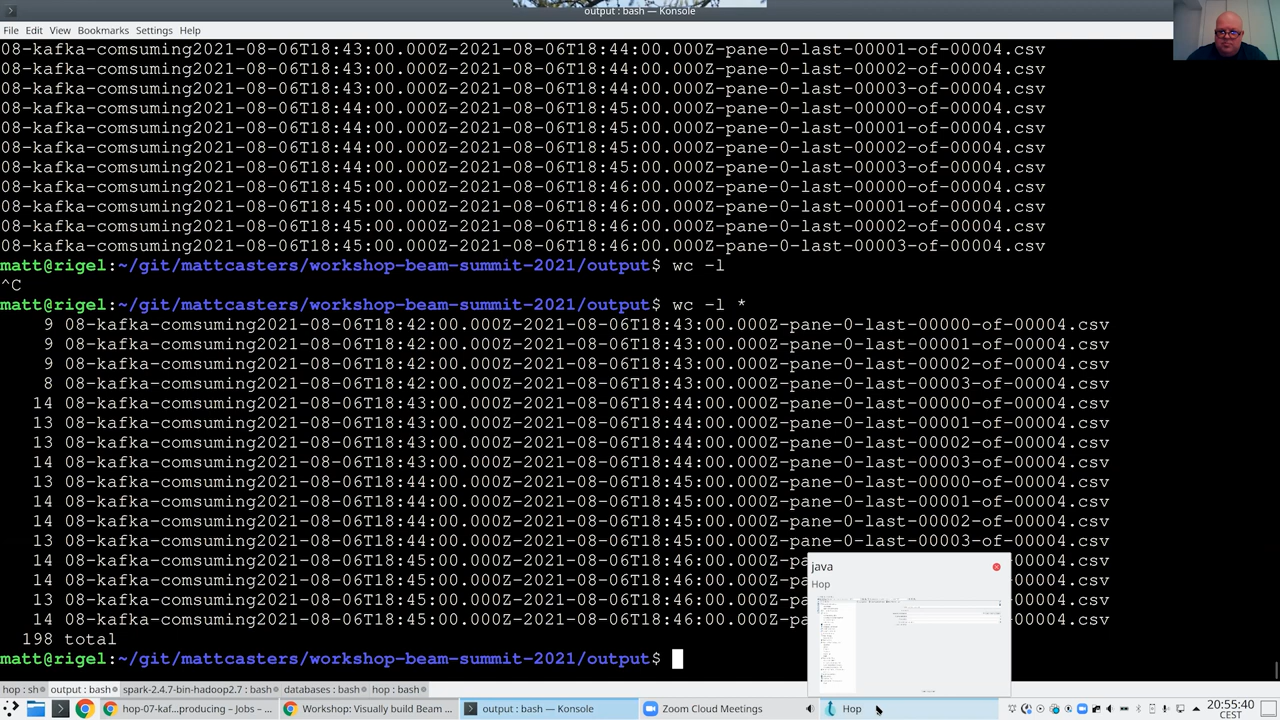 output : bash — Konsole
File Edit View Bookmarks Settings Help
08-kafka-comsuming2021-08-06T18:43:00.000Z-2021-08-06T18:44:00.000Z-pane-0-last-00001-of-00004.csv
08-kafka-comsuming2021-08-06T18:43:00.000Z-2021-08-06T18:44:00.000Z-pane-0-last-00002-of-00004.csv
08-kafka-comsuming2021-08-06T18:43:00.000Z-2021-08-06T18:44:00.000Z-pane-0-last-00003-of-00004.csv
08-kafka-comsuming2021-08-06T18:44:00.000Z-2021-08-06T18:45:00.000Z-pane-0-last-00000-of-00004.csv
08-kafka-comsuming2021-08-06T18:44:00.000Z-2021-08-06T18:45:00.000Z-pane-0-last-00001-of-00004.csv
08-kafka-comsuming2021-08-06T18:44:00.000Z-2021-08-06T18:45:00.000Z-pane-0-last-00002-of-00004.csv
08-kafka-comsuming2021-08-06T18:44:00.000Z-2021-08-06T18:45:00.000Z-pane-0-last-00003-of-00004.csv
08-kafka-comsuming2021-08-06T18:45:00.000Z-2021-08-06T18:46:00.000Z-pane-0-last-00000-of-00004.csv
08-kafka-comsuming2021-08-06T18:45:00.000Z-2021-08-06T18:46:00.000Z-pane-0-last-00001-of-00004.csv
08-kafka-comsuming2021-08-06T18:45:00.000Z-2021-08-06T18:46:00.000Z-pane-0-last-00002-of-00004.csv
08-kafka-comsuming2021-08-06T18:45:00.000Z-2021-08-06T18:46:00.000Z-pane-0-last-00003-of-00004.csv
matt@rigel:~/git/mattcasters/workshop-beam-summit-2021/output$ wc -l
^C
matt@rigel:~/git/mattcasters/workshop-beam-summit-2021/output$ wc -l *
9 08-kafka-comsuming2021-08-06T18:42:00.000Z-2021-08-06T18:43:00.000Z-pane-0-last-00000-of-00004.csv
9 08-kafka-comsuming2021-08-06T18:42:00.000Z-2021-08-06T18:43:00.000Z-pane-0-last-00001-of-00004.csv
9 08-kafka-comsuming2021-08-06T18:42:00.000Z-2021-08-06T18:43:00.000Z-pane-0-last-00002-of-00004.csv
8 08-kafka-comsuming2021-08-06T18:42:00.000Z-2021-08-06T18:43:00.000Z-pane-0-last-00003-of-00004.csv
14 08-kafka-comsuming2021-08-06T18:43:00.000Z-2021-08-06T18:44:00.000Z-pane-0-last-00000-of-00004.csv
13 08-kafka-comsuming2021-08-06T18:43:00.000Z-2021-08-06T18:44:00.000Z-pane-0-last-00001-of-00004.csv
13 08-kafka-comsuming2021-08-06T18:43:00.000Z-2021-08-06T18:44:00.000Z-pane-0-last-00002-of-00004.csv
14 08-kafka-comsuming2021-08-06T18:43:00.000Z-2021-08-06T18:44:00.000Z-pane-0-last-00003-of-00004.csv
13 08-kafka-comsuming2021-08-06T18:44:00.000Z-2021-08-06T18:45:00.000Z-pane-0-last-00000-of-00004.csv
14 08-kafka-comsuming2021-08-06T18:44:00.000Z-2021-08-06T18:45:00.000Z-pane-0-last-00001-of-00004.csv
14 08-kafka-comsuming2021-08-06T18:44:00.000Z-2021-08-06T18:45:00.000Z-pane-0-last-00002-of-00004.csv
13 08-kafka-comsuming2021-08-06T18:44:00.000Z-2021-08-06T18:45:00.000Z-pane-0-last-00003-of-00004.csv
14 08-kafka-comsuming2021-08-06T18:45:00.000Z-2021-08-06T18:46:00.000Z-pa 4.csv
14 08-kafka-comsuming2021-08-06T18:45:00.000Z-2021-08-06T18:46:00.000Z-pa 4.csv
08-kafka-comsuming2021-08-06T18:45:00.000Z-2021-08-06T18:46:00.000Z-pa 4.csv
08-kafka-comsuming2021-08-06T18:45:00.000Z-2021-08-06T18:46:00.000Z-pa 4.csv
total
matt@rigel:~/git/mattcasters/workshop-beam-summit-2021/output$
java
Hop
output : bash
2.4.7-bin-hadoop2.7 : bash
databases : bash
git : bash
jobs – ...
Workshop: Visually build Beam ...
output : bash — Konsole
Zoom Cloud Meetings
Hop
20:55:40
CEST